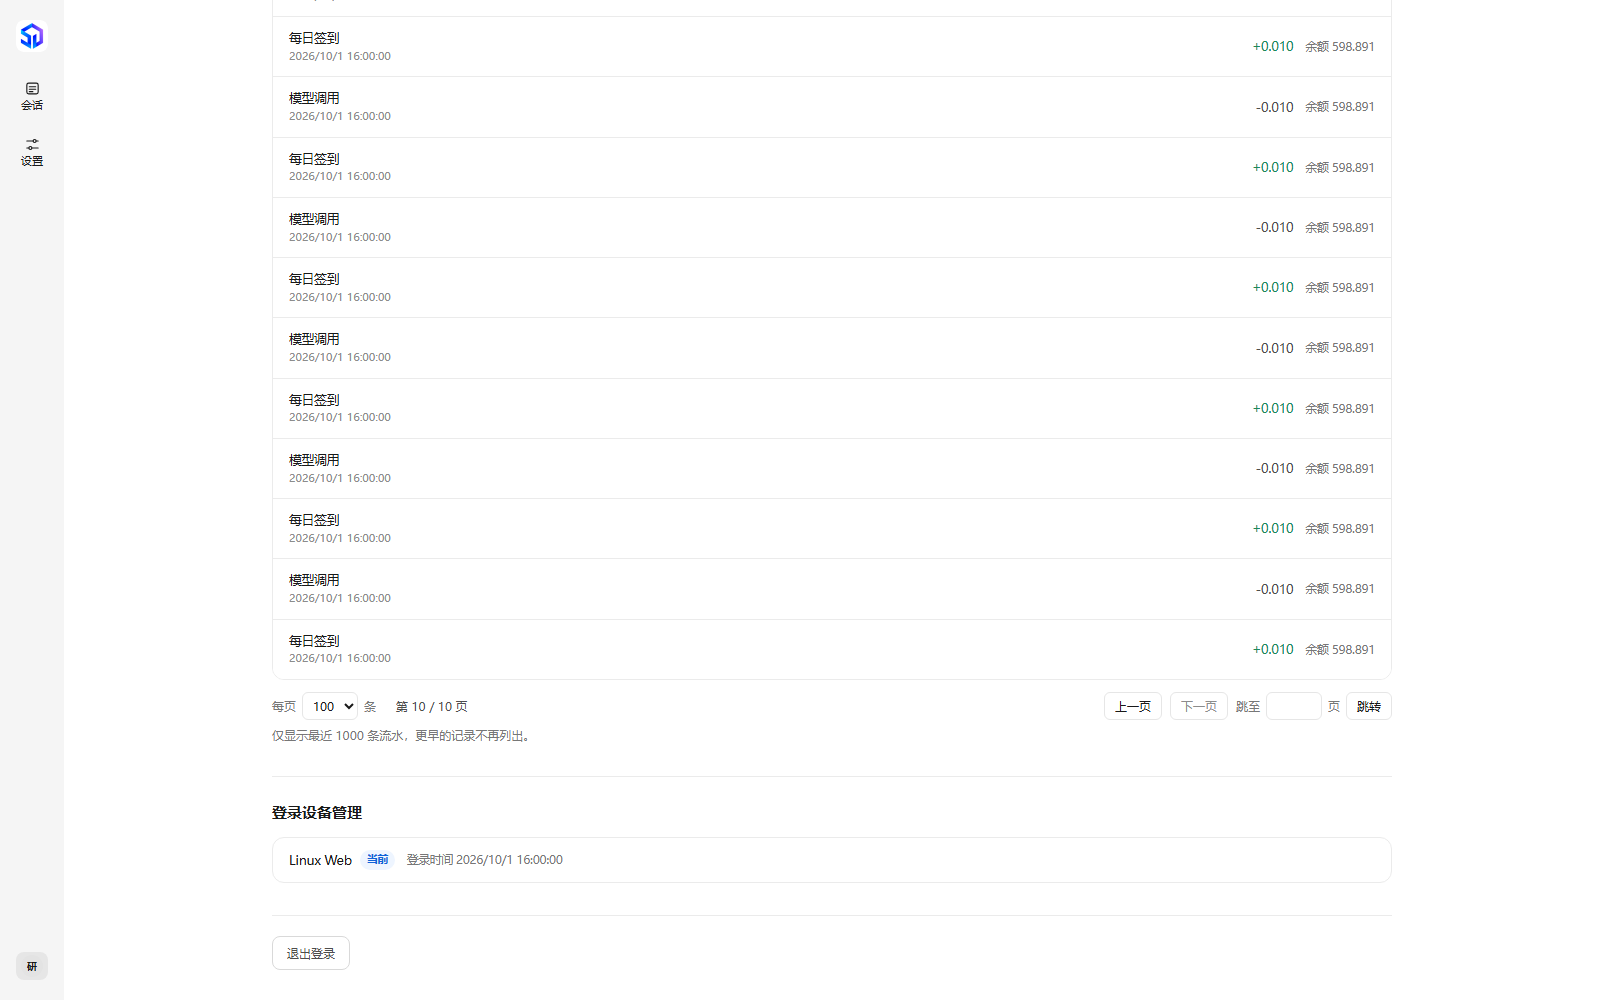 会话
设置
每日签到
2026/10/1 16:00:00
+0.010 余额 598.891
模型调用
2026/10/1 16:00:00
-0.010 余额 598.891
每日签到
2026/10/1 16:00:00
+0.010 余额 598.891
模型调用
2026/10/1 16:00:00
-0.010 余额 598.891
每日签到
2026/10/1 16:00:00
+0.010 余额 598.891
模型调用
2026/10/1 16:00:00
-0.010 余额 598.891
每日签到
2026/10/1 16:00:00
+0.010 余额 598.891
模型调用
2026/10/1 16:00:00
-0.010 余额 598.891
每日签到
2026/10/1 16:00:00
+0.010 余额 598.891
模型调用
2026/10/1 16:00:00
-0.010 余额 598.891
每日签到
2026/10/1 16:00:00
+0.010 余额 598.891
每页 100 条 第 10 / 10 页 上一页 下一页 跳至 页 跳转
仅显示最近 1000 条流水，更早的记录不再列出。
登录设备管理
Linux Web 当前 登录时间 2026/10/1 16:00:00
退出登录
研